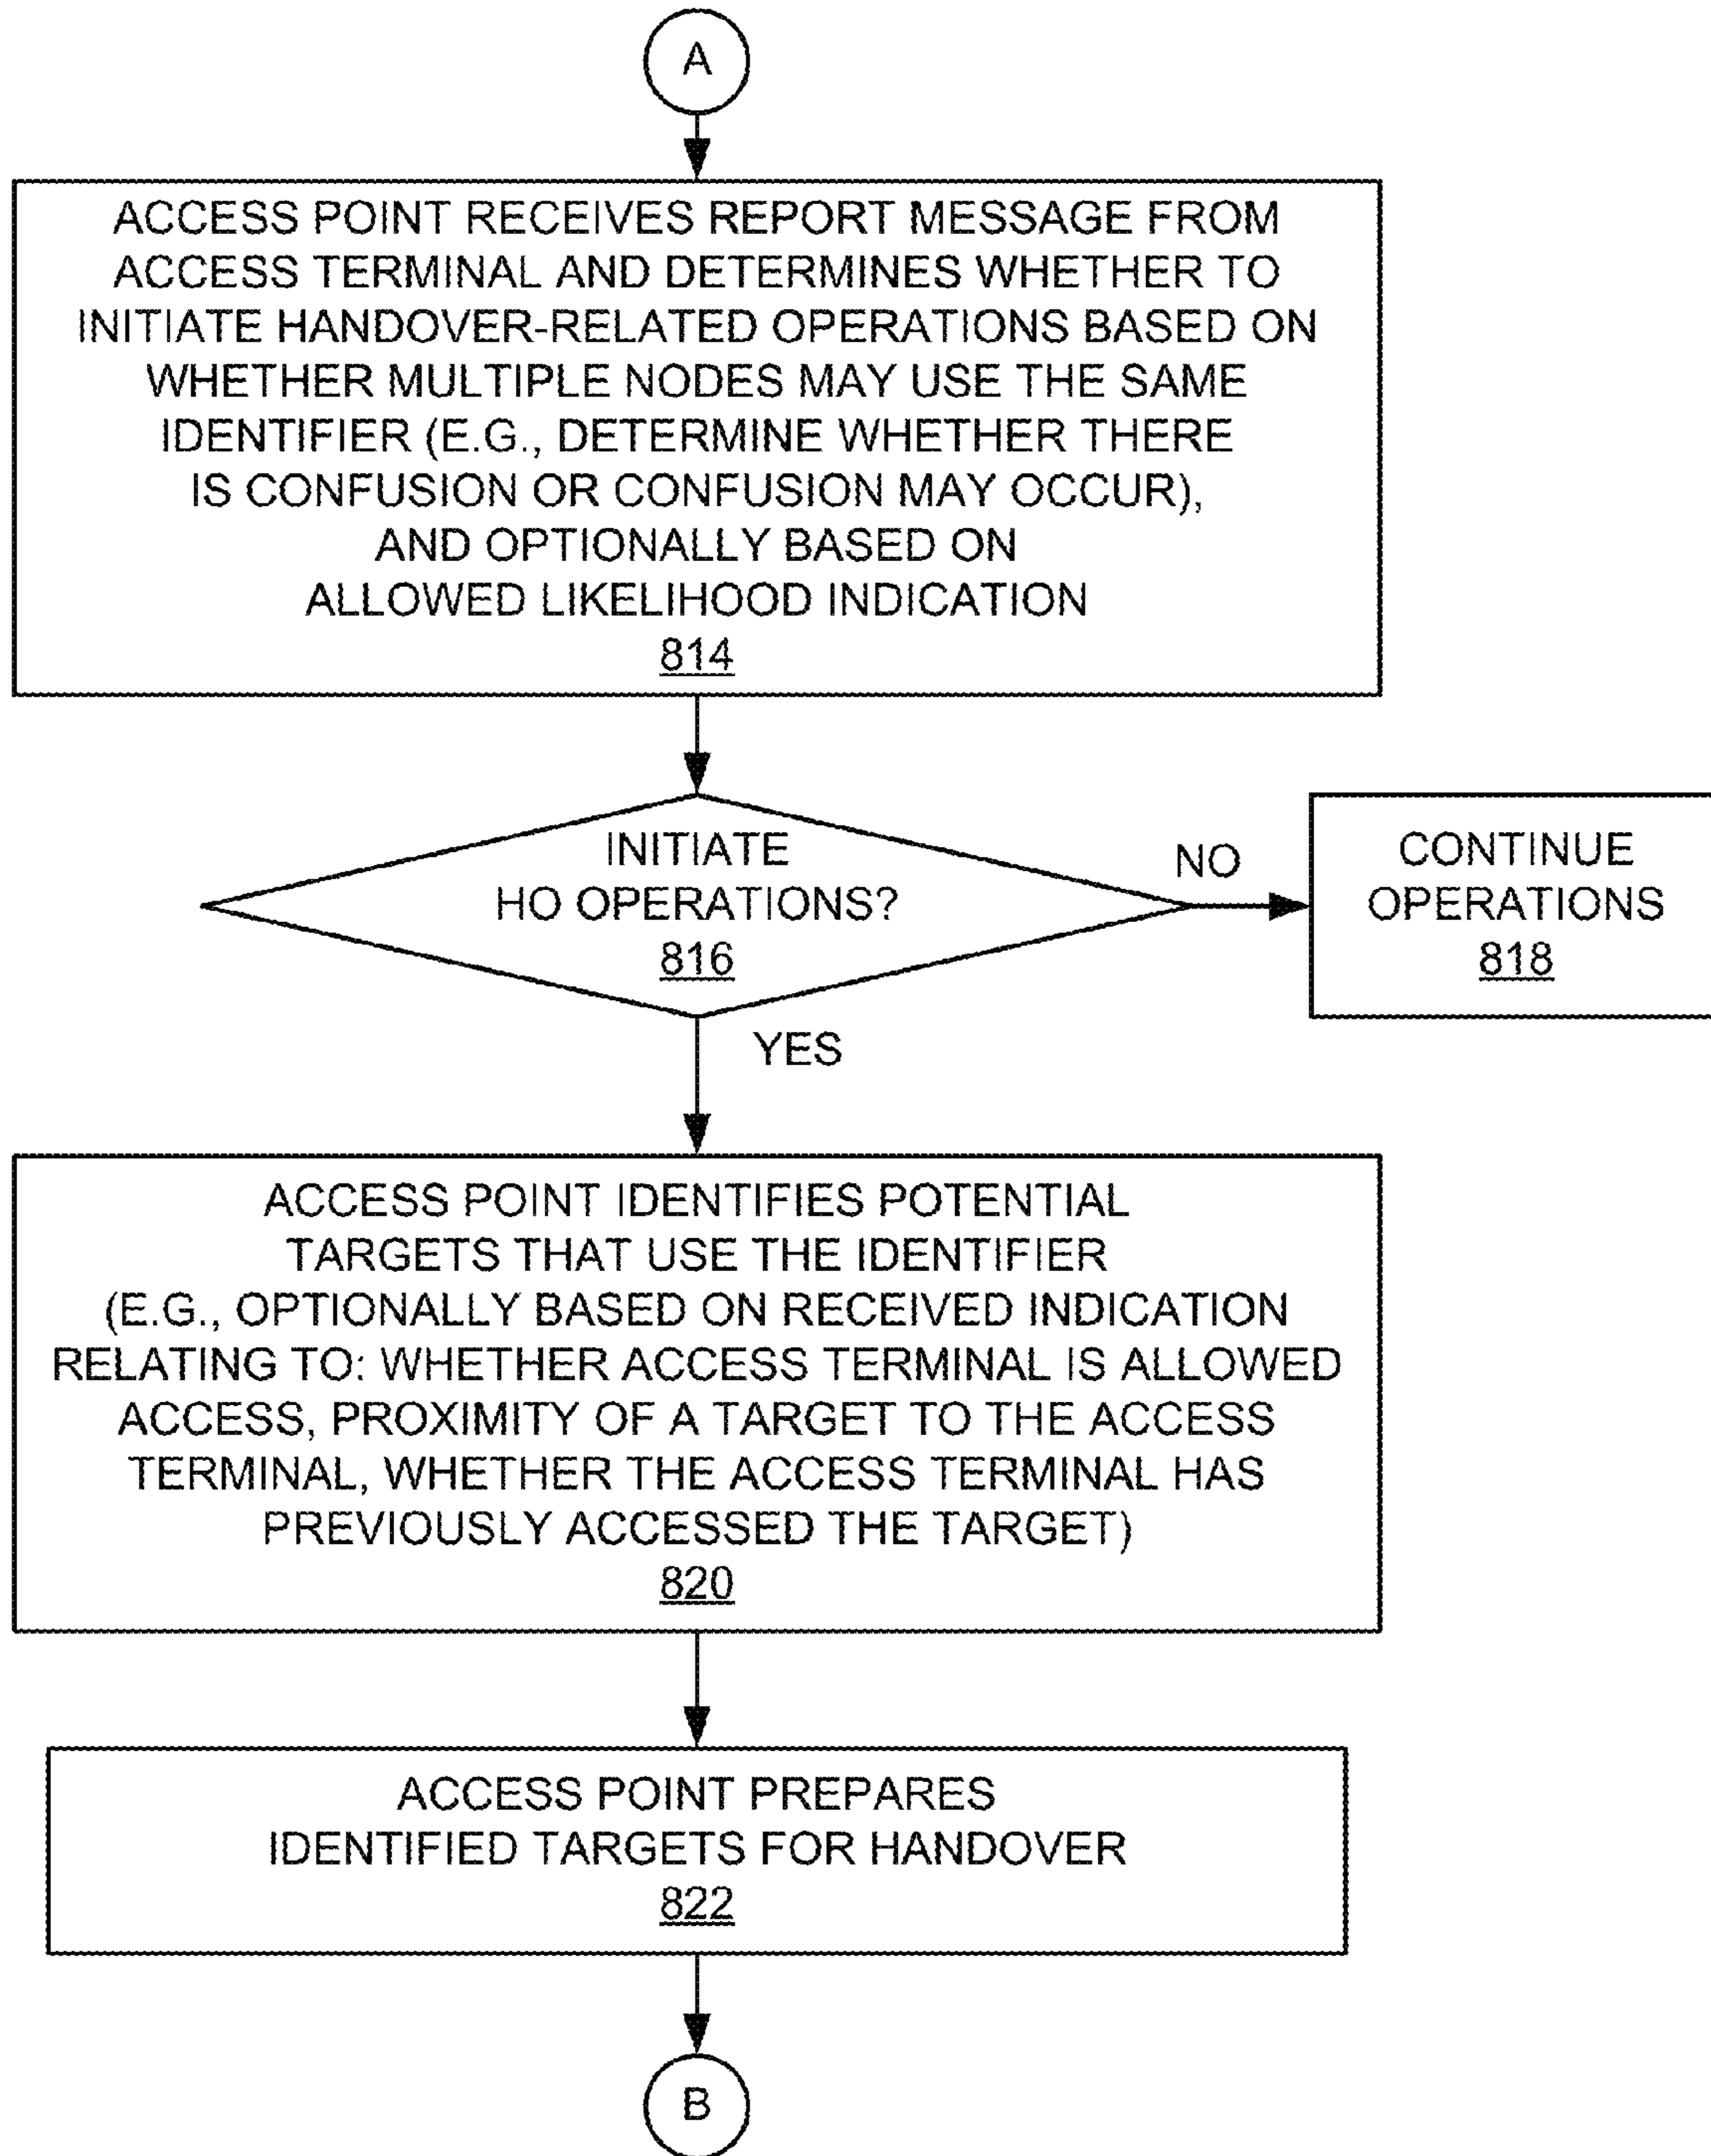 A
ACCESS POINT RECEIVES REPORT MESSAGE FROM
ACCESS TERMINAL AND DETERMINES WHETHER TO
INITIATE HANDOVER-RELATED OPERATIONS BASED ON
WHETHER MULTIPLE NODES MAY USE THE SAME
IDENTIFIER (E.G., DETERMINE WHETHER THERE
IS CONFUSION OR CONFUSION MAY OCCUR),
AND OPTIONALLY BASED ON
ALLOWED LIKELIHOOD INDICATION
814
INITIATE
HO OPERATIONS?
816
NO
CONTINUE
OPERATIONS
818
YES
ACCESS POINT IDENTIFIES POTENTIAL
TARGETS THAT USE THE IDENTIFIER
(E.G., OPTIONALLY BASED ON RECEIVED INDICATION
RELATING TO: WHETHER ACCESS TERMINAL IS ALLOWED
ACCESS, PROXIMITY OF A TARGET TO THE ACCESS
TERMINAL, WHETHER THE ACCESS TERMINAL HAS
PREVIOUSLY ACCESSED THE TARGET)
820
ACCESS POINT PREPARES
IDENTIFIED TARGETS FOR HANDOVER
822
B